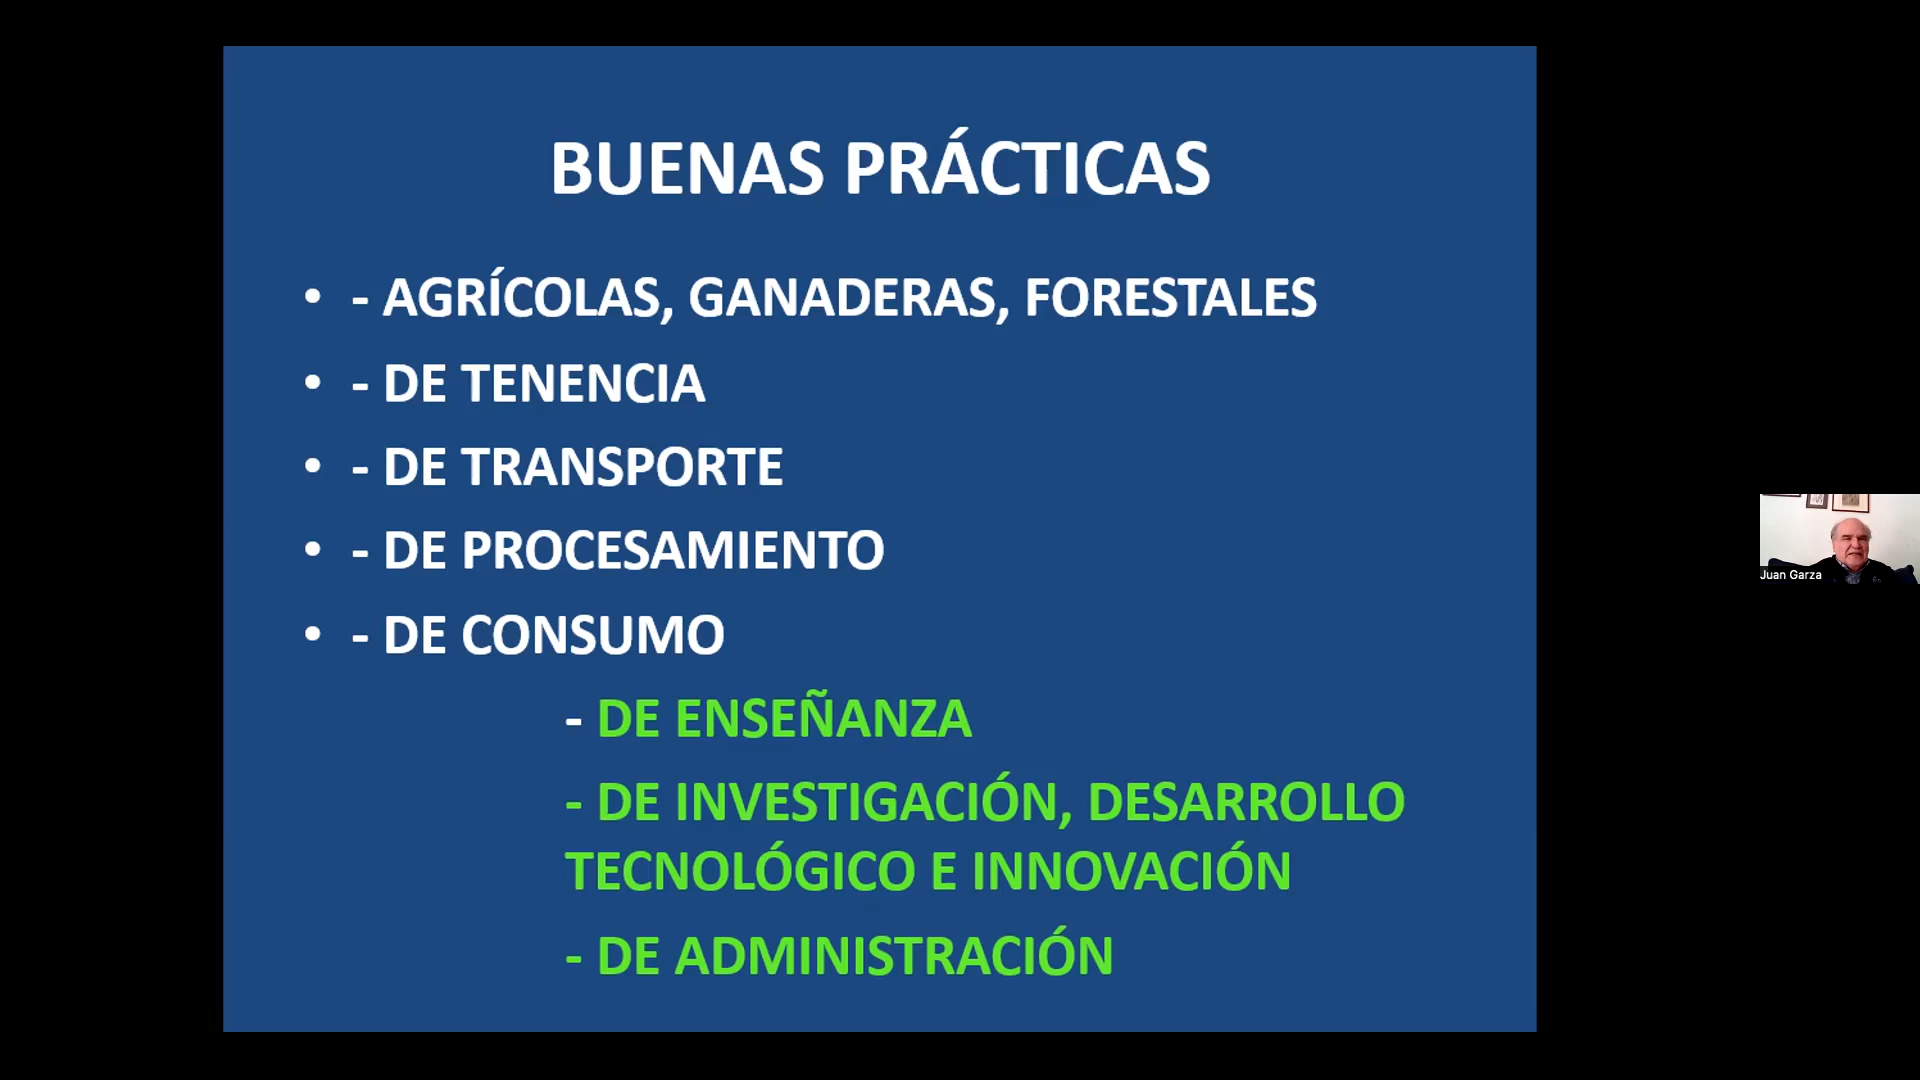 BUENAS PRÁCTICAS
• - AGRÍCOLAS, GANADERAS, FORESTALES
• - DE TENENCIA
• - DE TRANSPORTE
• - DE PROCESAMIENTO
• - DE CONSUMO
- DE ENSEÑANZA
- DE INVESTIGACIÓN, DESARROLLO
TECNOLÓGICO E INNOVACIÓN
- DE ADMINISTRACIÓN
Juan Garza